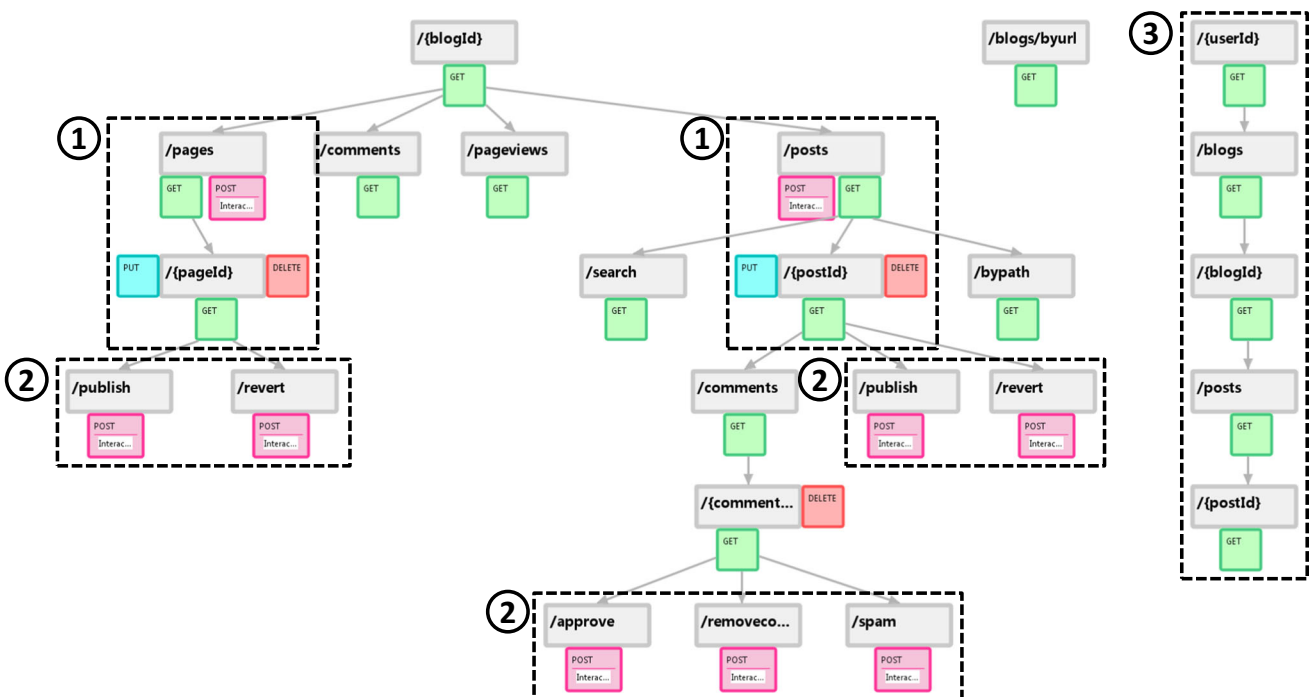 /{blogId}
GET
/blogs/byurl
GET
3
/{userId}
GET
1
/pages
GET
POST
Interac...
/comments
GET
/pageviews
GET
1
/posts
POST
Interac...
GET
/blogs
GET
PUT
/{pageId}
DELETE
GET
/search
GET
PUT
/{postId}
DELETE
GET
/bypath
GET
/{blogId}
GET
2
/publish
POST
Interac...
/revert
POST
Interac...
/comments
GET
2
/publish
POST
Interac...
/revert
POST
Interac...
/posts
GET
/{comment...
DELETE
GET
/{postId}
GET
2
/approve
POST
Interac...
/removeco...
POST
Interac...
/spam
POST
Interac...